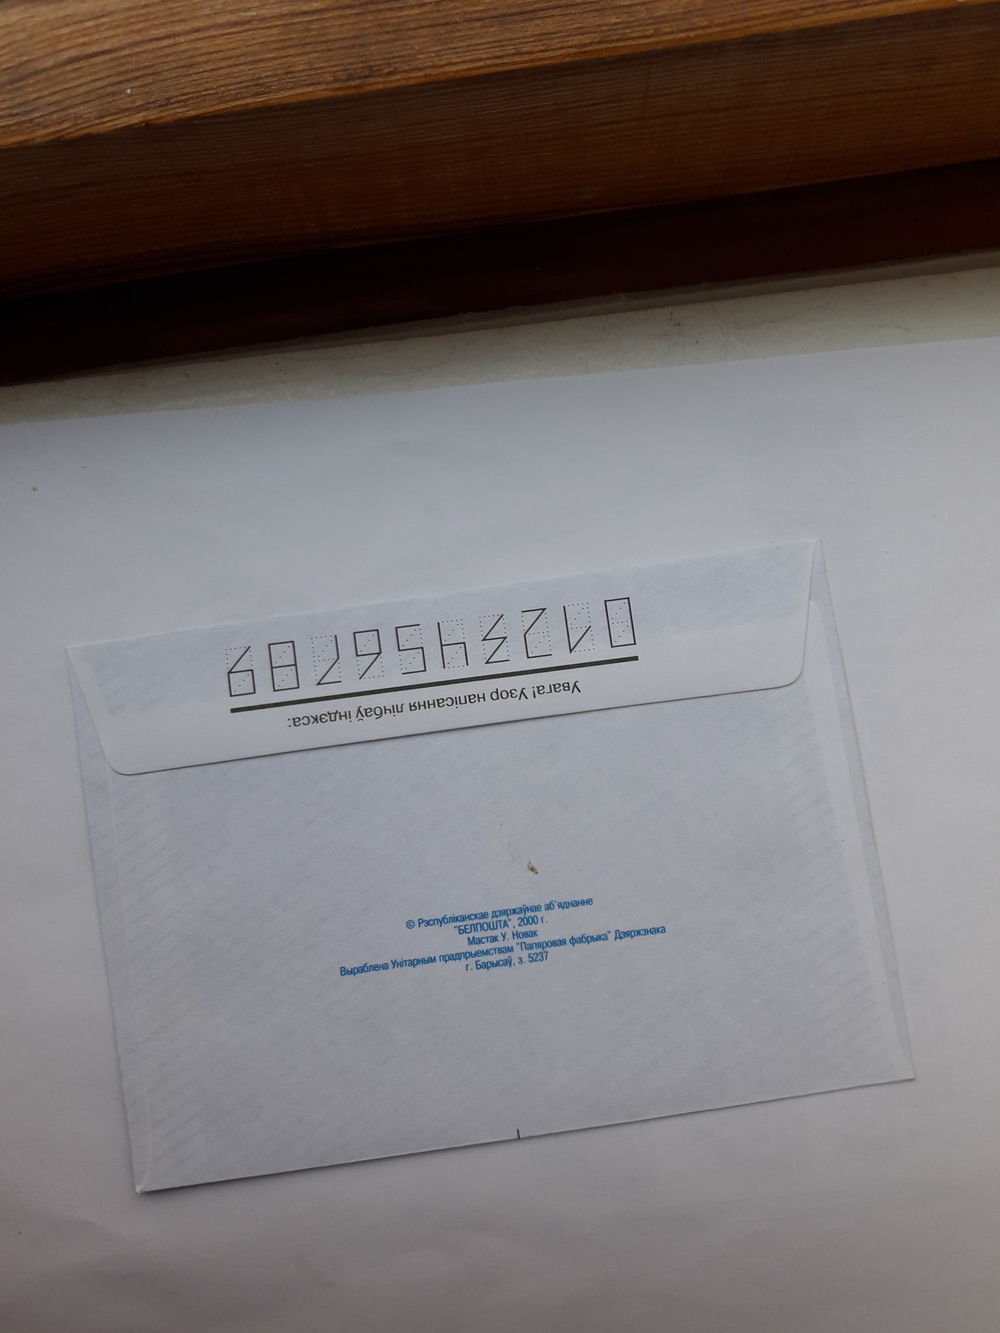 Увага! Узор напісання лічбаў індэкса:
0123456789
© Рэспубліканскае дзяржаўнае аб'яднанне
"БЕЛПОШТА", 2000 г.
Мастак У. Новак
Выраблена Унітарным прадпрыемствам "Папяровая фабрыка" Дзяржзнака
г. Барысаў, з. 5237